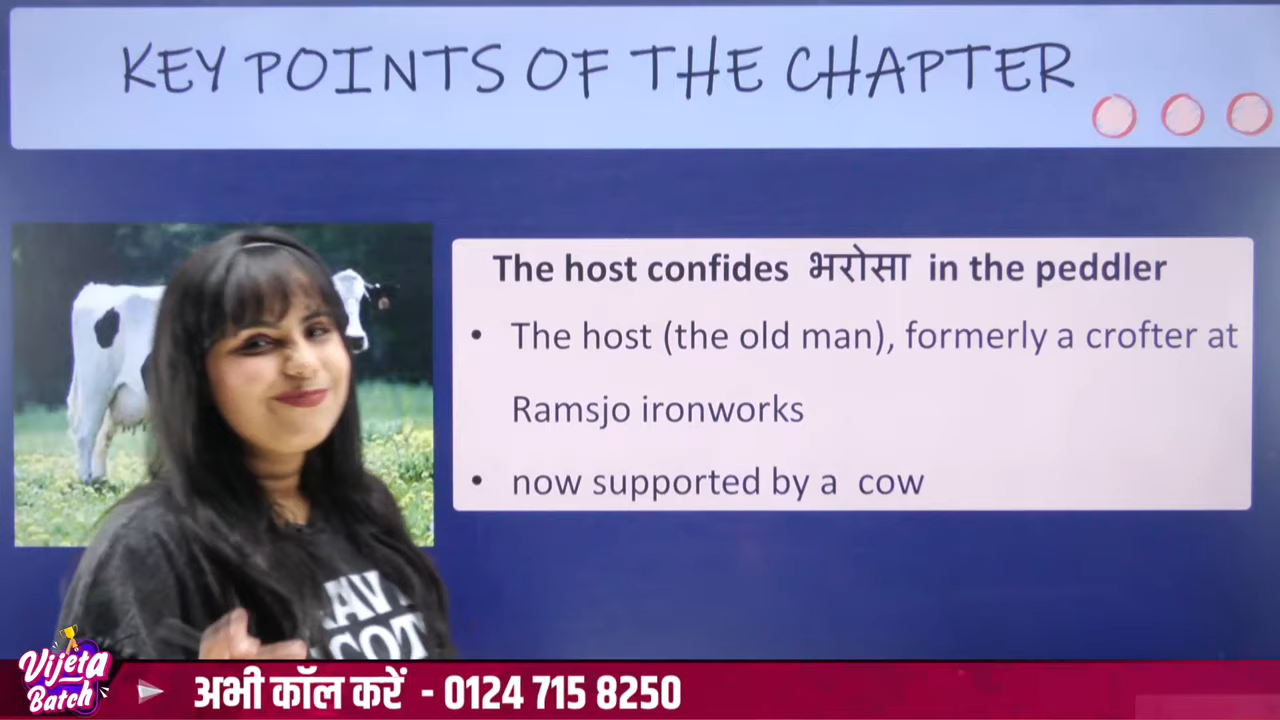 KEY POINTS OF THE CHAPTER
The host confides भरोसा in the peddler
• The host (the old man), formerly a crofter at
Ramsjo ironworks
• now supported by a cow
Vijeta
Batch
अभी कॉल करें - 0124 715 8250